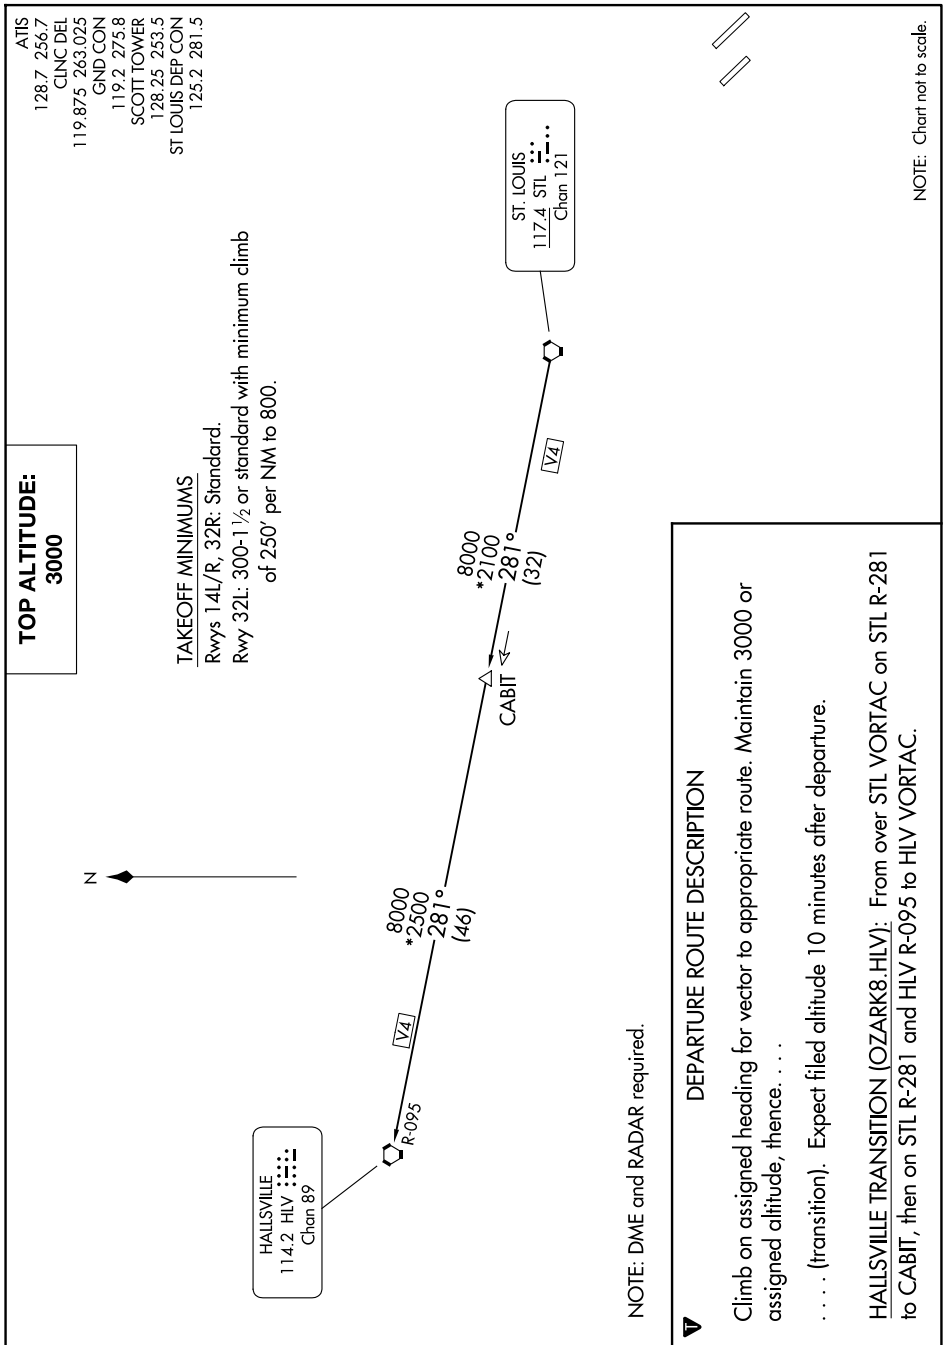 TOP ALTITUDE:
3000
ATIS
128.7 256.7
CLNC DEL
119.875 263.025
GND CON
119.2 275.8
SCOTT TOWER
128.25 253.5
ST LOUIS DEP CON
125.2 281.5
TAKEOFF MINIMUMS
Rwys 14L/R, 32R: Standard.
Rwy 32L: 300-1½ or standard with minimum climb
of 250' per NM to 800.
N
HALLSVILLE
114.2 HLV
Chan 89
R-095
V4
8000
*2500
281°
(46)
CABIT
8000
*2100
281°
(32)
V4
ST. LOUIS
117.4 STL
Chan 121
NOTE: DME and RADAR required.
NOTE: Chart not to scale.
T
DEPARTURE ROUTE DESCRIPTION
Climb on assigned heading for vector to appropriate route. Maintain 3000 or
assigned altitude, thence. . . .
. . . . (transition). Expect filed altitude 10 minutes after departure.
HALLSVILLE TRANSITION (OZARK8.HLV): From over STL VORTAC on STL R-281
to CABIT, then on STL R-281 and HLV R-095 to HLV VORTAC.